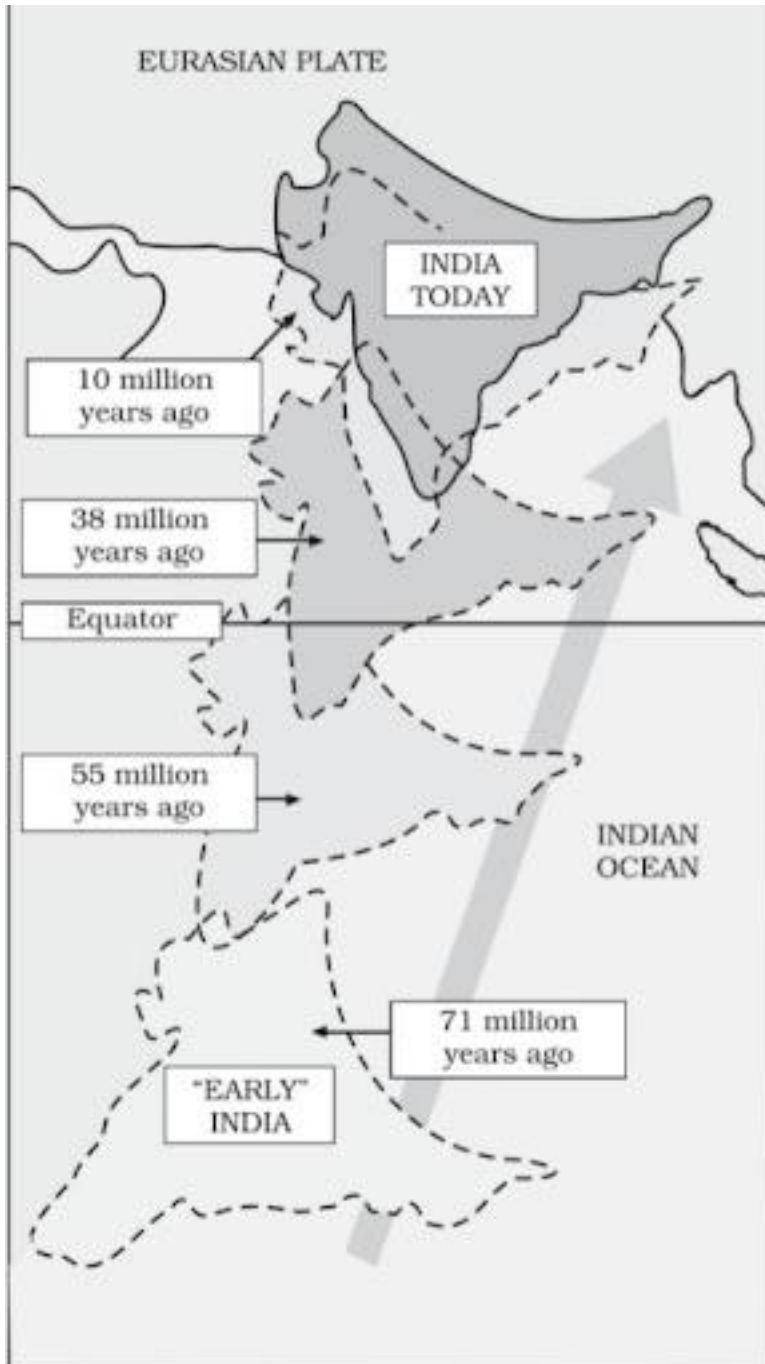 EURASIAN PLATE
INDIA
TODAY
10 million
years ago
38 million
years ago
Equator
55 million
years ago
INDIAN
OCEAN
71 million
years ago
"EARLY"
INDIA